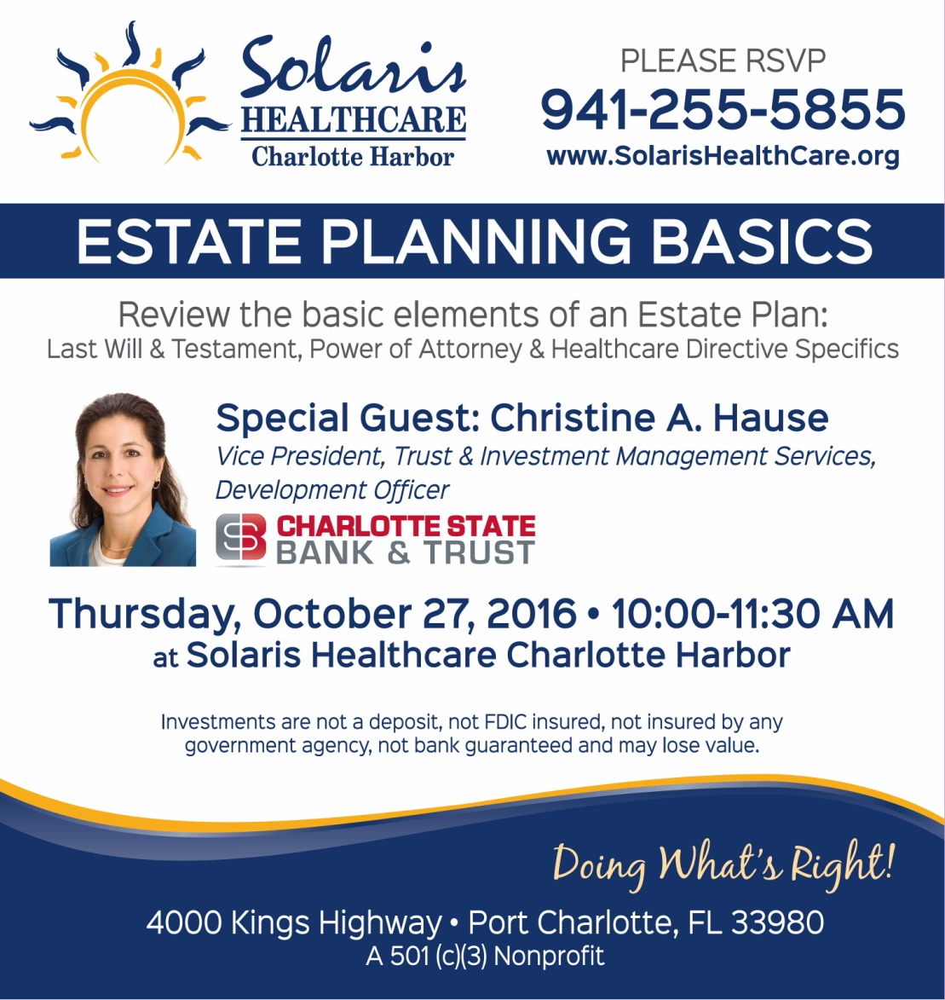 Solaris
HEALTHCARE
Charlotte Harbor
PLEASE RSVP
941-255-5855
www.SolarisHealthCare.org
ESTATE PLANNING BASICS
Review the basic elements of an Estate Plan:
Last Will & Testament, Power of Attorney & Healthcare Directive Specifics
Special Guest: Christine A. Hause
Vice President, Trust & Investment Management Services,
Development Officer
SB CHARLOTTE STATE
BANK & TRUST
Thursday, October 27, 2016 • 10:00-11:30 AM
at Solaris Healthcare Charlotte Harbor
Investments are not a deposit, not FDIC insured, not insured by any
government agency, not bank guaranteed and may lose value.
Doing What's Right!
4000 Kings Highway • Port Charlotte, FL 33980
A 501 (c)(3) Nonprofit